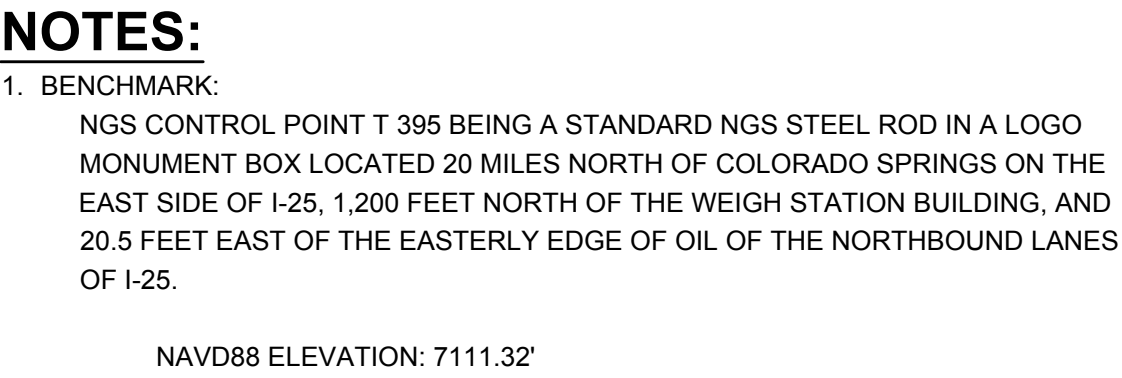 NOTES:
1. BENCHMARK:
NGS CONTROL POINT T 395 BEING A STANDARD NGS STEEL ROD IN A LOGO
MONUMENT BOX LOCATED 20 MILES NORTH OF COLORADO SPRINGS ON THE
EAST SIDE OF I-25, 1,200 FEET NORTH OF THE WEIGH STATION BUILDING, AND
20.5 FEET EAST OF THE EASTERLY EDGE OF OIL OF THE NORTHBOUND LANES
OF I-25.
NAVD88 ELEVATION: 7111.32'